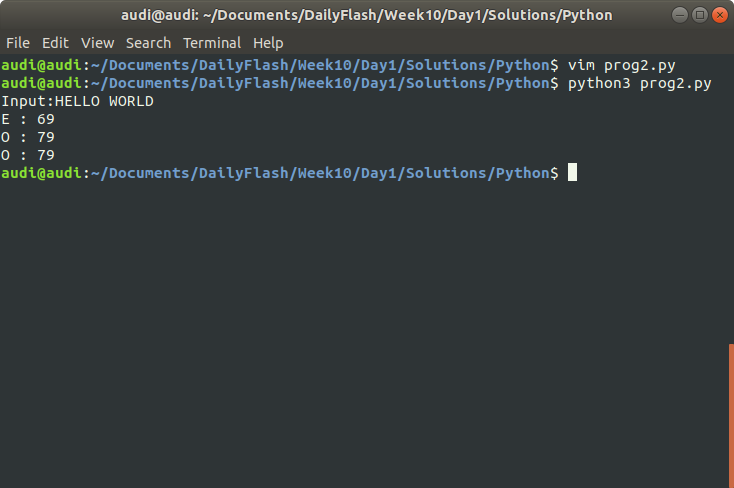 audi@audi: ~/Documents/DailyFlash/Week10/Day1/Solutions/Python
File Edit View Search Terminal Help
audi@audi:~/Documents/DailyFlash/Week10/Day1/Solutions/Python$ vim prog2.py
audi@audi:~/Documents/DailyFlash/Week10/Day1/Solutions/Python$ python3 prog2.py
Input:HELLO WORLD
E : 69
O : 79
O : 79
audi@audi:~/Documents/DailyFlash/Week10/Day1/Solutions/Python$